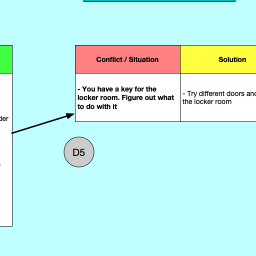 Conflict / Situation
Solution
- You have a key for the
locker room. Figure out what
to do with it
- Try different doors and
the locker room
D5